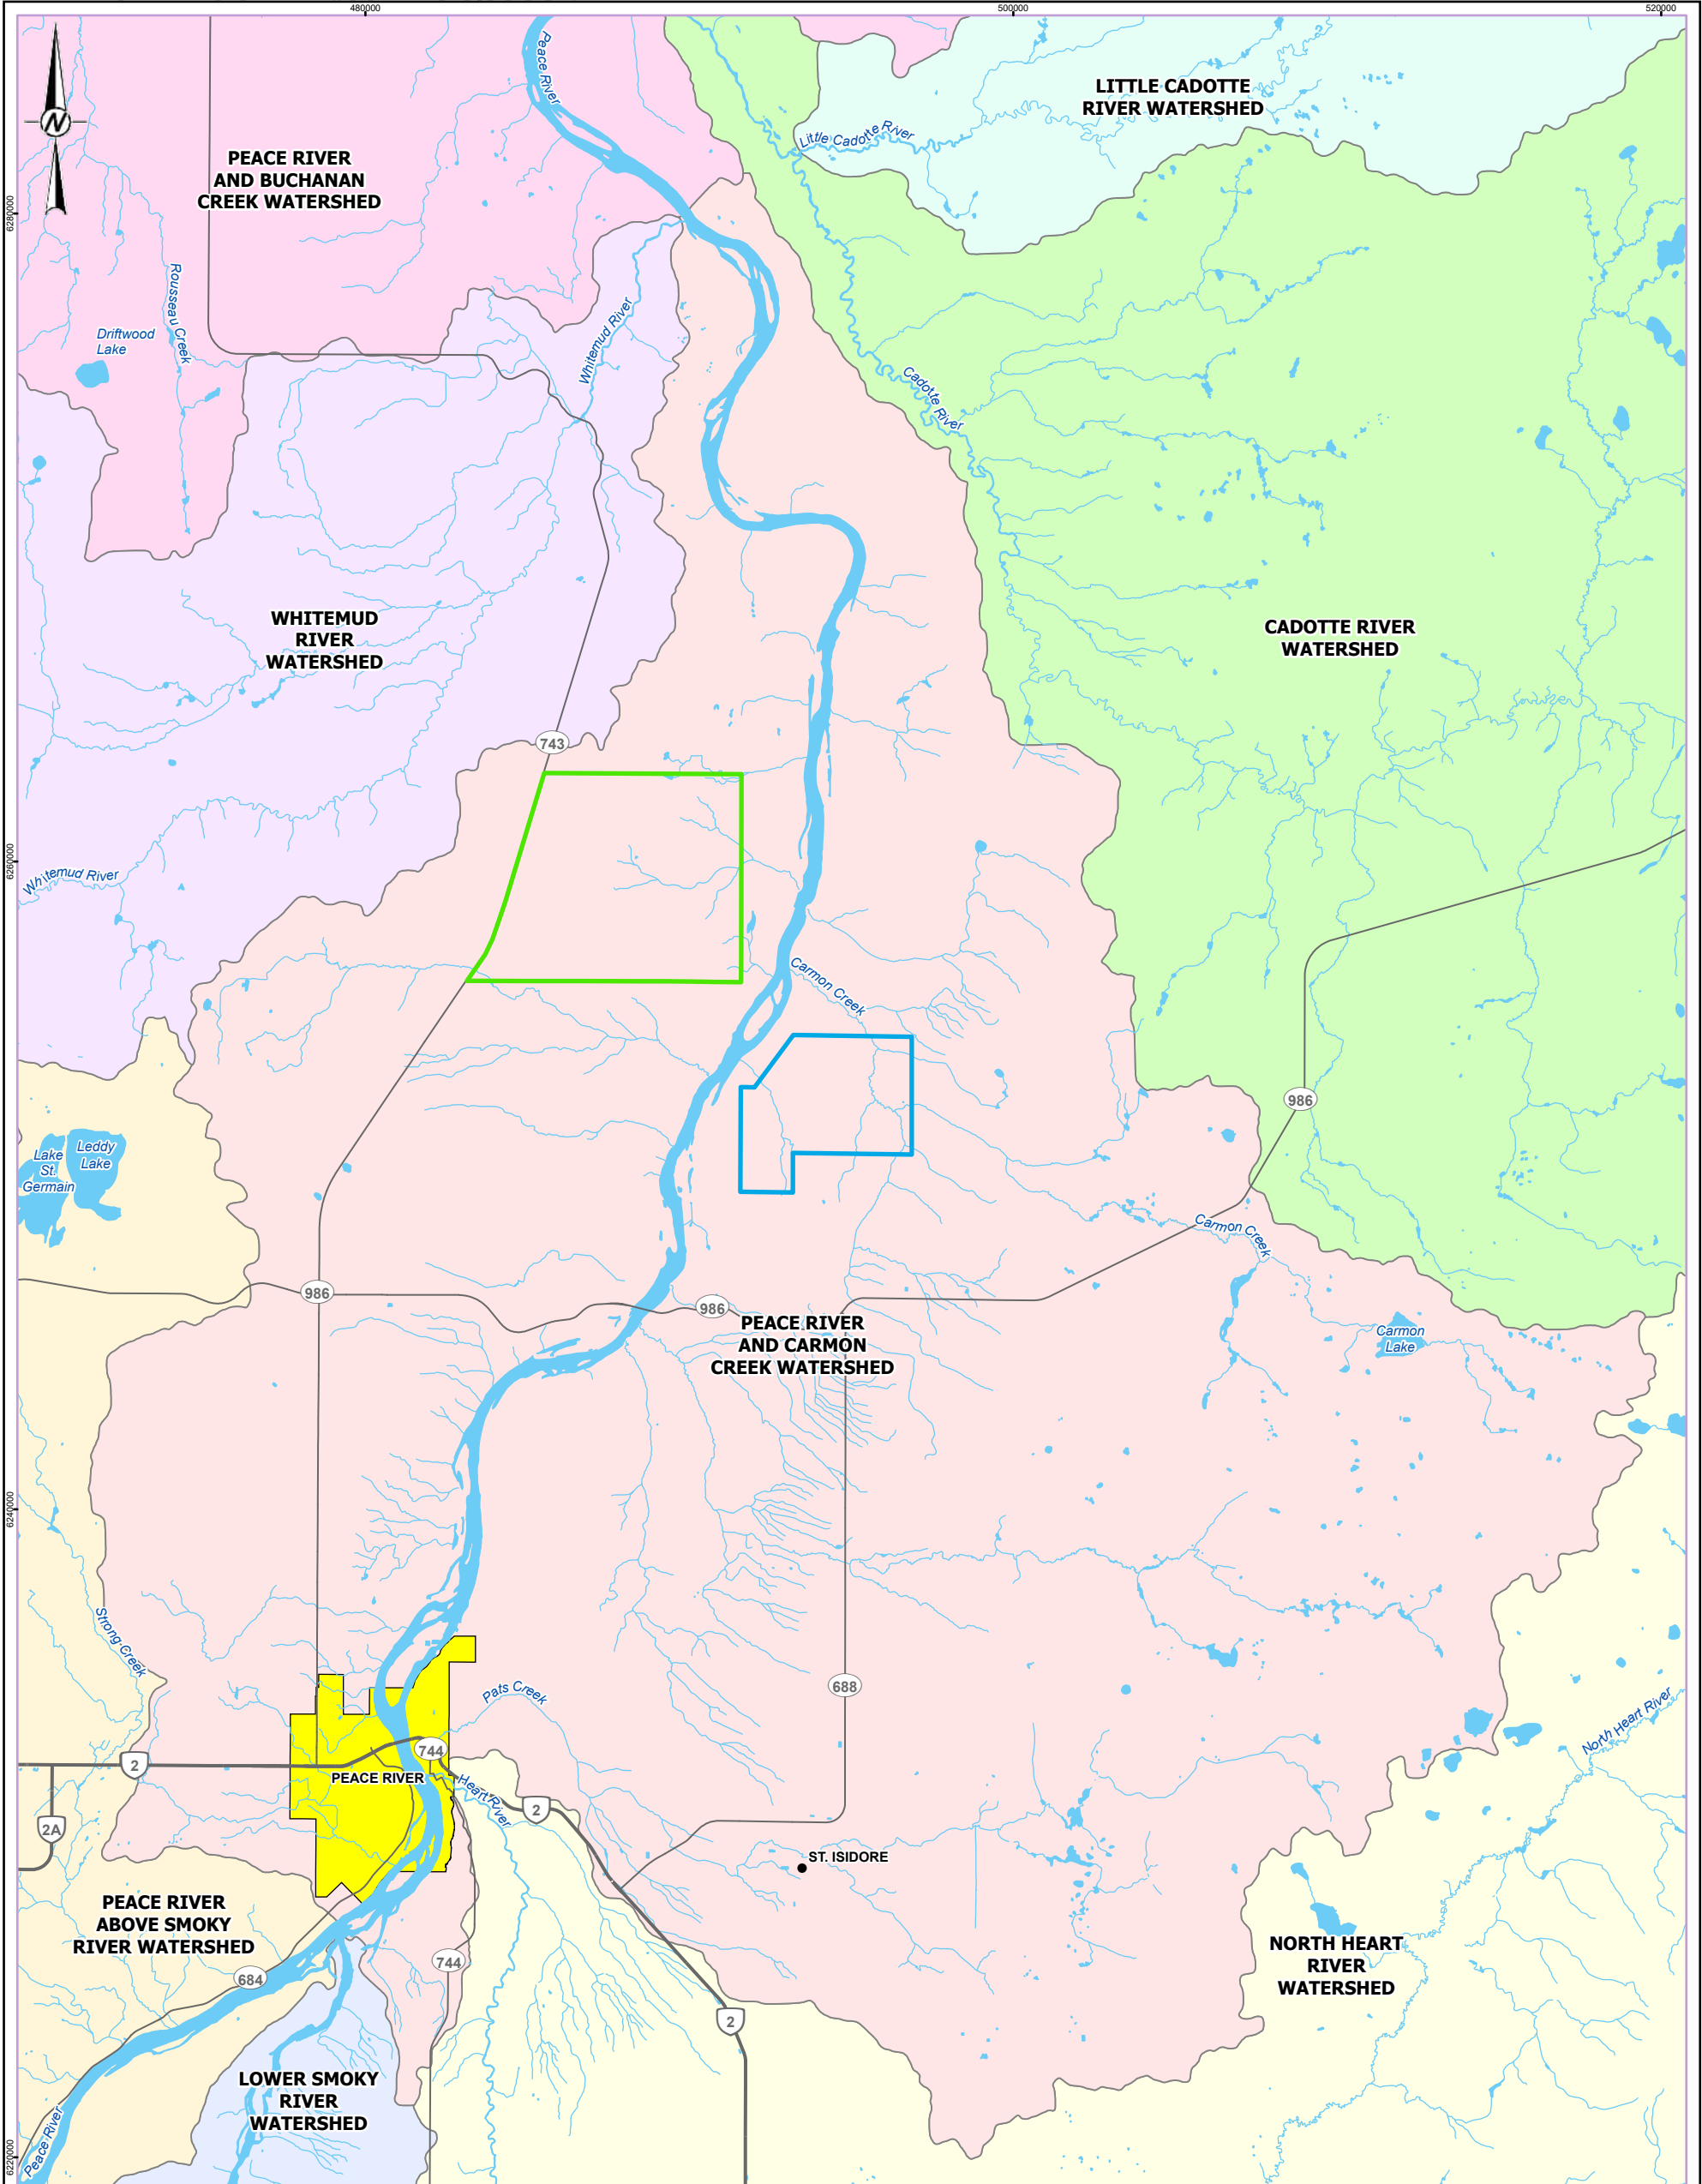 480000
500000
520000
Peace River
LITTLE CADOTTE
RIVER WATERSHED
N
Little Cadotte River
PEACE RIVER
AND BUCHANAN
CREEK WATERSHED
6280000
Rousseau Creek
Driftwood
Lake
Whitemud River
Cadotte River
WHITEMUD
RIVER
WATERSHED
CADOTTE RIVER
WATERSHED
743
6260000
Whitemud River
Carmon Creek
986
Lake
St.
Germain
Leddy
Lake
Carmon Creek
986
986
PEACE RIVER
AND CARMON
CREEK WATERSHED
Carmon
Lake
6240000
Strong Creek
Pats Creek
688
North Heart River
744
2
PEACE RIVER
Heart River
2
2A
ST. ISIDORE
PEACE RIVER
ABOVE SMOKY
RIVER WATERSHED
744
684
NORTH HEART
RIVER
WATERSHED
2
LOWER SMOKY
RIVER
WATERSHED
Peace River
6220000